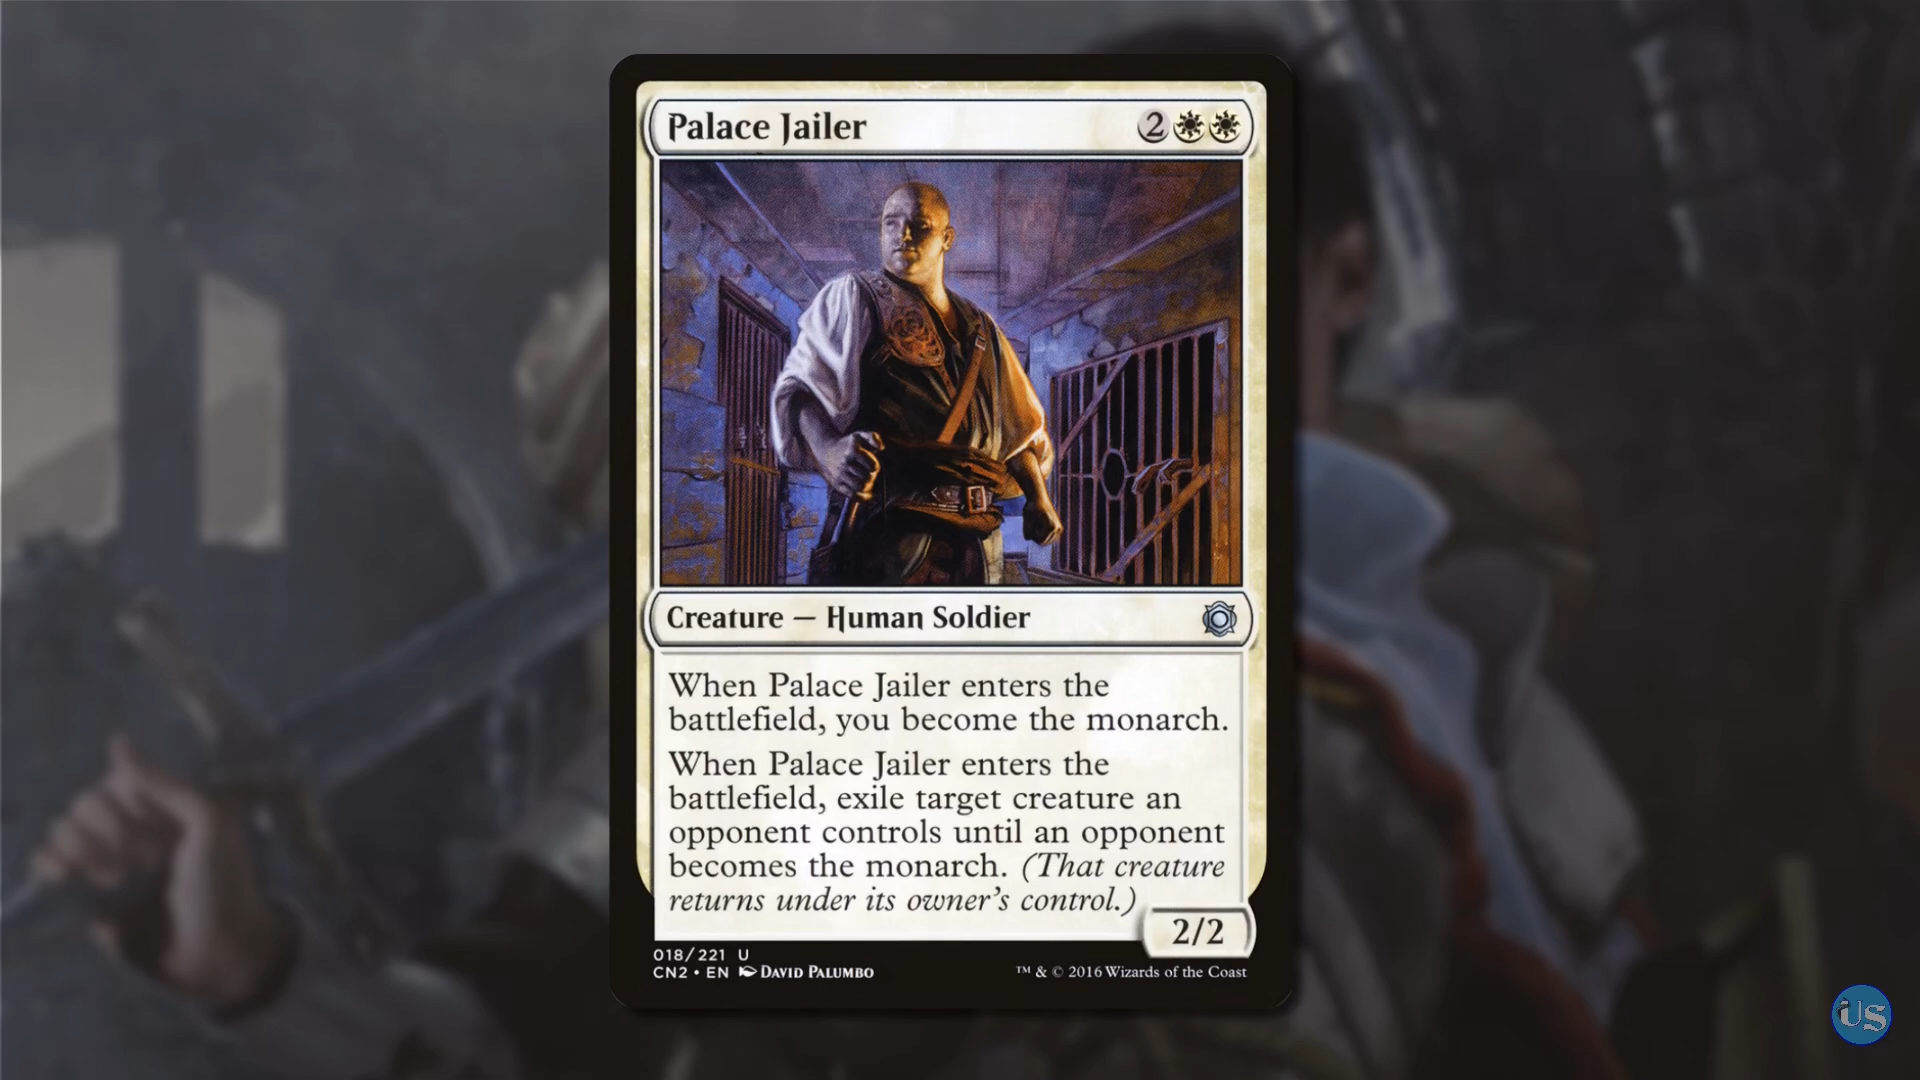 Palace Jailer
2
Creature — Human Soldier
When Palace Jailer enters the
battlefield, you become the monarch.
When Palace Jailer enters the
battlefield, exile target creature an
opponent controls until an opponent
becomes the monarch. (That creature
returns under its owner's control.)
2/2
018/221 U
CN2 • EN David Palumbo
™ & © 2016 Wizards of the Coast
US